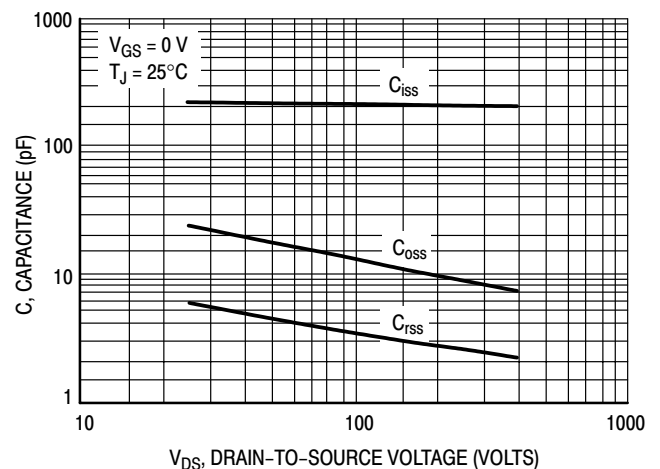 1000
V_GS = 0 V
T_J = 25°C
C_iss
100
C_oss
10
C_rss
1
10
100
1000
C, CAPACITANCE (pF)
V_DS, DRAIN–TO–SOURCE VOLTAGE (VOLTS)